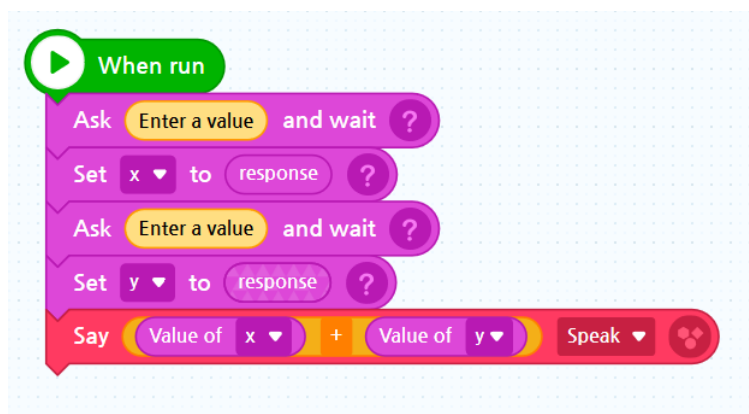 When run
Ask Enter a value and wait ?
Set x to response ?
Ask Enter a value and wait ?
Set y to response ?
Say Value of x + Value of y Speak